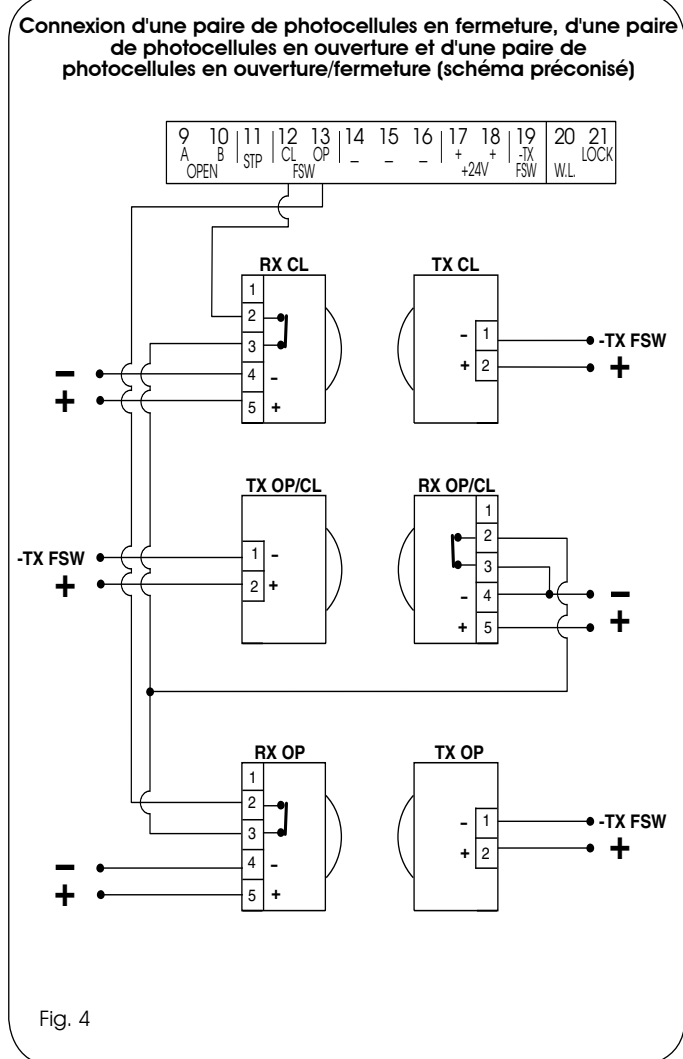 Connexion d'une paire de photocellules en fermeture, d'une paire
de photocellules en ouverture et d'une paire de
photocellules en ouverture/fermeture (schéma préconisé)
9 10 11 12 13 14 15 16 17 18 19 20 21
A B STP CL OP – – – + + -TX LOCK
OPEN FSW +24V FSW W.L.
RX CL
1
2
3
4 -
5 +
-
+
TX CL
- 1
+ 2
-TX FSW
+
TX OP/CL
1 -
2 +
-TX FSW
+
RX OP/CL
1
2
3
- 4
+ 5
-
+
RX OP
1
2
3
4 -
5 +
-
+
TX OP
- 1
+ 2
-TX FSW
+
Fig. 4